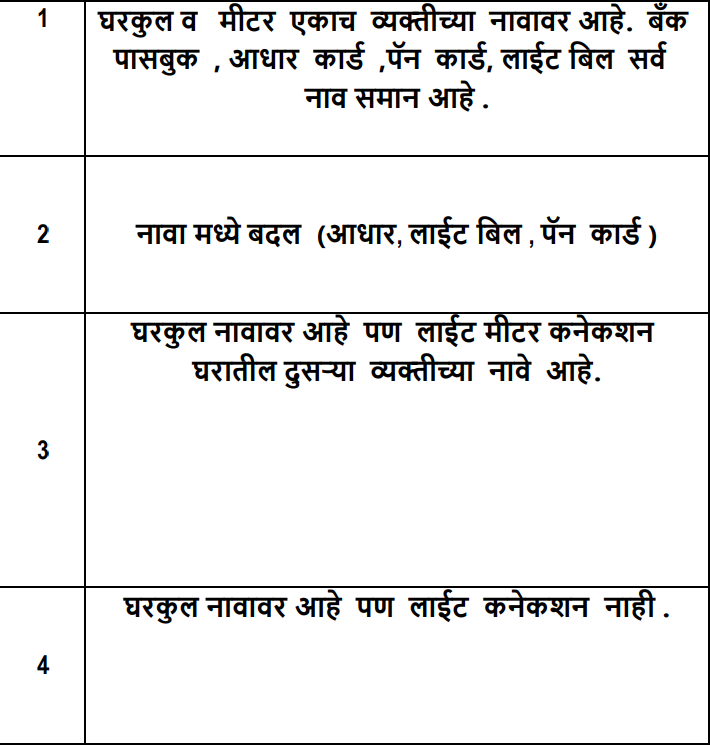 1
घरकुल व मीटर एकाच व्यक्तीच्या नावावर आहे. बँक
पासबुक , आधार कार्ड ,पॅन कार्ड, लाईट बिल सर्व
नाव समान आहे .
2
नावा मध्ये बदल (आधार, लाईट बिल , पॅन कार्ड )
3
घरकुल नावावर आहे पण लाईट मीटर कनेकशन
घरातील दुसऱ्या व्यक्तीच्या नावे आहे.
4
घरकुल नावावर आहे पण लाईट कनेकशन नाही .